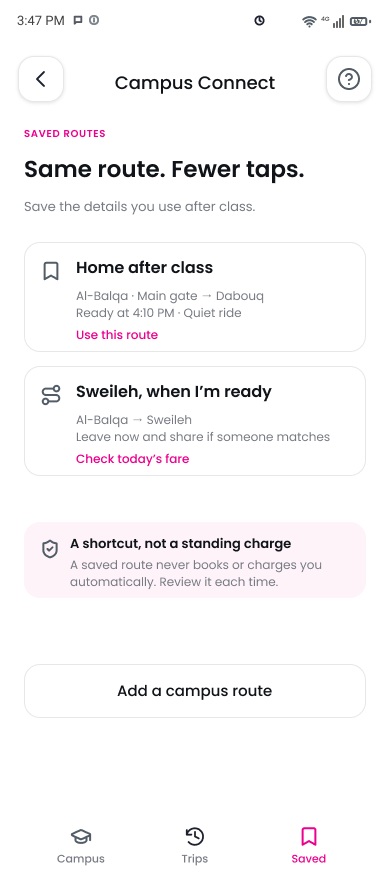 3:47 PM
4G
Campus Connect
SAVED ROUTES
Same route. Fewer taps.
Save the details you use after class.
Home after class
Al-Balqa · Main gate → Dabouq
Ready at 4:10 PM · Quiet ride
Use this route
Sweileh, when I’m ready
Al-Balqa → Sweileh
Leave now and share if someone matches
Check today’s fare
A shortcut, not a standing charge
A saved route never books or charges you
automatically. Review it each time.
Add a campus route
Campus
Trips
Saved